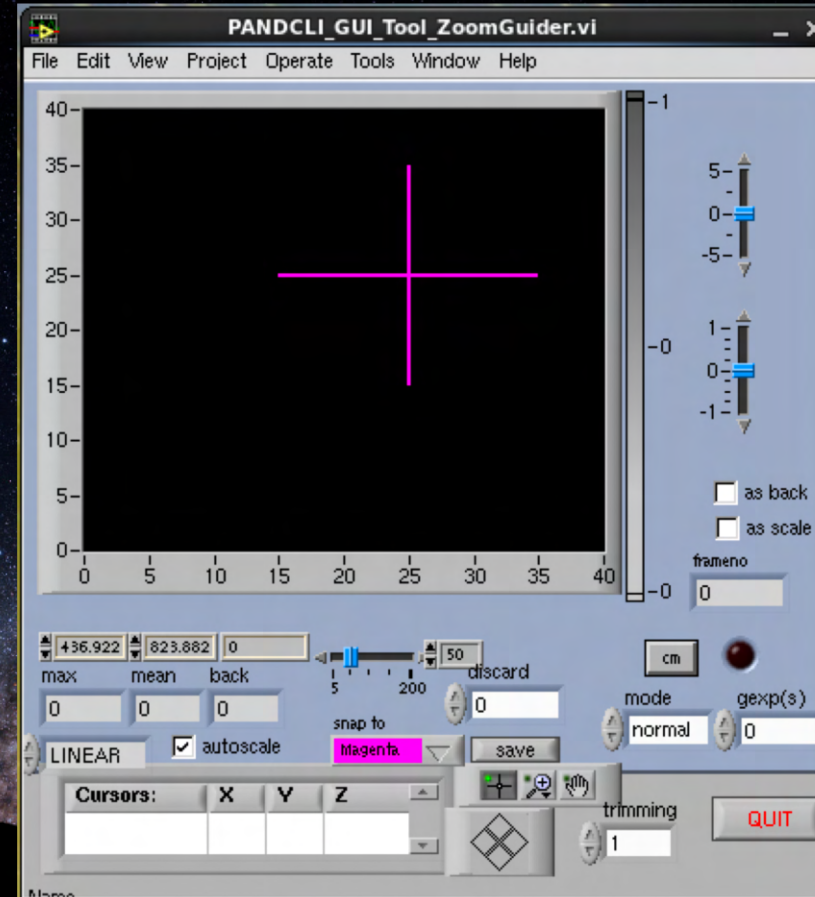 PANDCLI_GUI_Tool_ZoomGuider.vi
File Edit View Project Operate Tools Window Help
40
35
30
25
20
15
10
5
0
0 5 10 15 20 25 30 35 40
1
0
0
5
0
-5
1
0
-1
as back
as scale
frameno
0
436.922 823.882 0
5 200
50
max mean back
0 0 0
discard
0
cm
mode gexp(s)
normal 0
LINEAR
autoscale
snap to
Magenta
save
Cursors: X Y Z
trimming
1
QUIT
Name